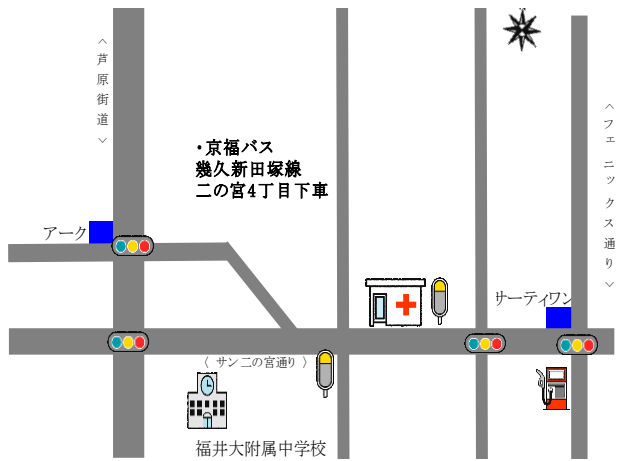 〈芦原街道〉
・京福バス
幾久新田塚線
二の宮4丁目下車
〈フェニックス通り〉
アーク
サーティワン
〈サン二の宮通り〉
福井大附属中学校